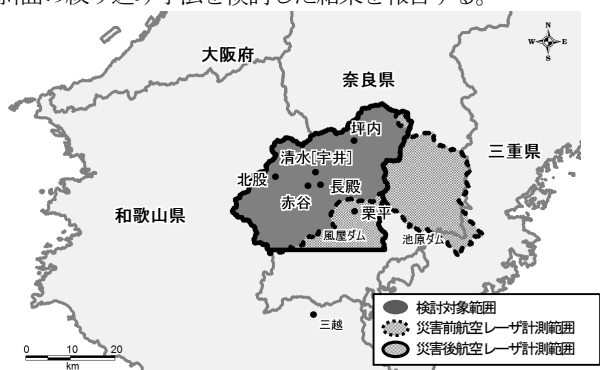 斜面の絞り込み手法を検討した結果を報告する。
N
W E
S
大阪府
奈良県
三重県
和歌山県
坪内
清水[宇井]
北股
長殿
赤谷
栗平
風屋ダム
池原ダム
三越
検討対象範囲
災害前航空レーザ計測範囲
災害後航空レーザ計測範囲
0 10 20
km